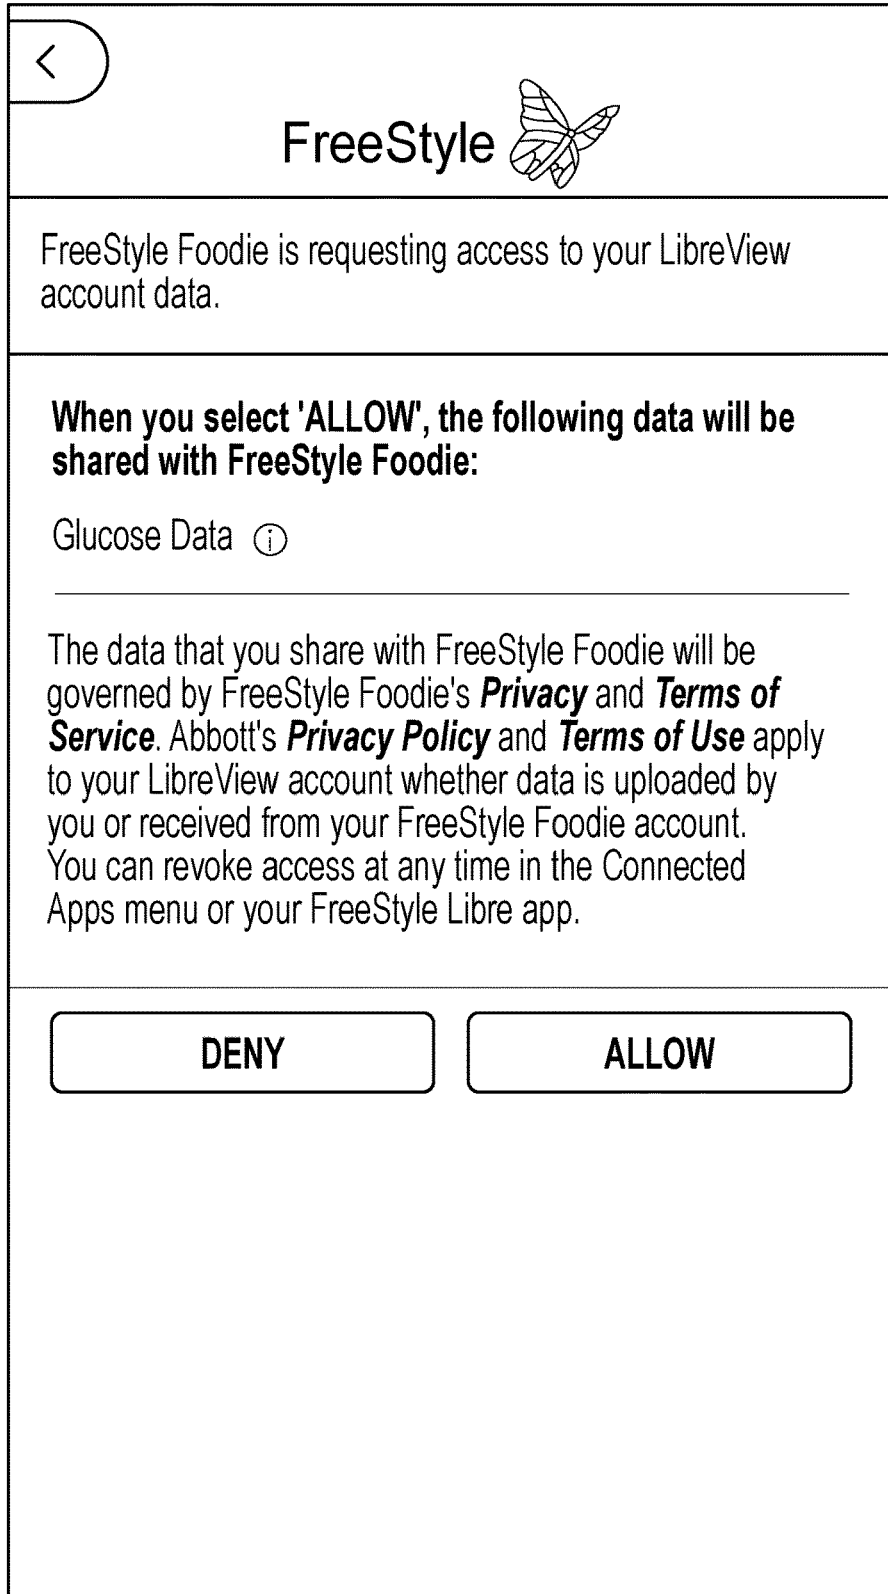 FreeStyle
FreeStyle Foodie is requesting access to your LibreView
account data.
When you select 'ALLOW', the following data will be
shared with FreeStyle Foodie:
Glucose Data ⓘ
The data that you share with FreeStyle Foodie will be
governed by FreeStyle Foodie's Privacy and Terms of
Service. Abbott's Privacy Policy and Terms of Use apply
to your LibreView account whether data is uploaded by
you or received from your FreeStyle Foodie account.
You can revoke access at any time in the Connected
Apps menu or your FreeStyle Libre app.
DENY
ALLOW